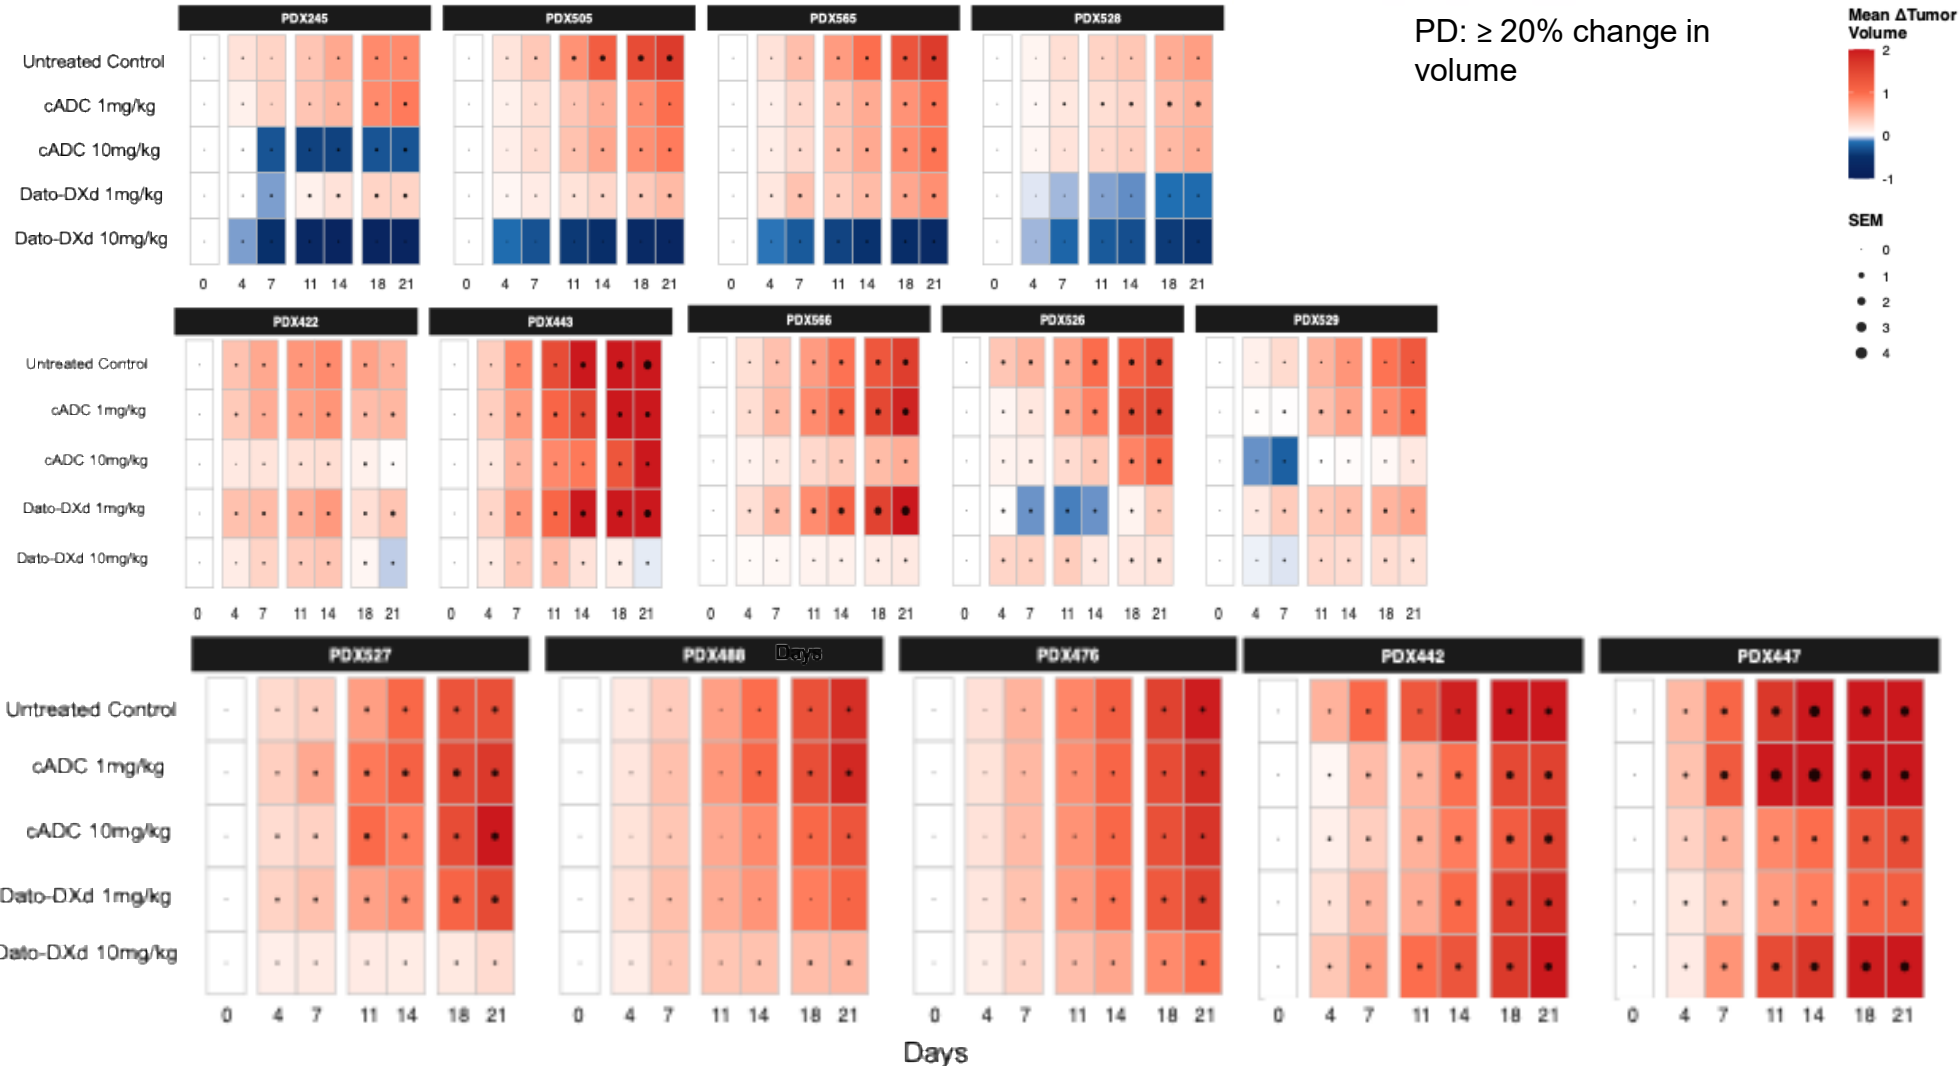 PDX245 PDX505 PDX565 PDX528
PD: ≥ 20% change in
volume
Mean ΔTumor
Volume
2
1
0
-1
SEM
0
1
2
3
4
Untreated Control
cADC 1mg/kg
cADC 10mg/kg
Dato-DXd 1mg/kg
Dato-DXd 10mg/kg
0 4 7 11 14 18 21 0 4 7 11 14 18 21 0 4 7 11 14 18 21 0 4 7 11 14 18 21
PDX422 PDX443 PDX566 PDX526 PDX529
Untreated Control
cADC 1mg/kg
cADC 10mg/kg
Dato-DXd 1mg/kg
Dato-DXd 10mg/kg
0 4 7 11 14 18 21 0 4 7 11 14 18 21 0 4 7 11 14 18 21 0 4 7 11 14 18 21 0 4 7 11 14 18 21
PDX527 PDX488 Days PDX476 PDX442 PDX447
Untreated Control
cADC 1mg/kg
cADC 10mg/kg
Dato-DXd 1mg/kg
Dato-DXd 10mg/kg
0 4 7 11 14 18 21 0 4 7 11 14 18 21 0 4 7 11 14 18 21 0 4 7 11 14 18 21 0 4 7 11 14 18 21
Days